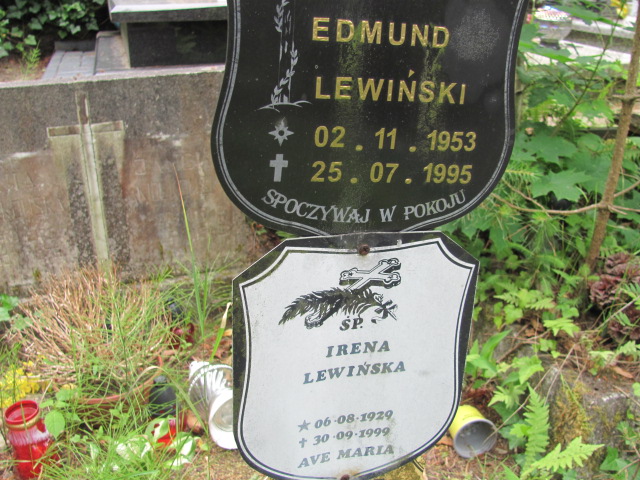 EDMUND
LEWIŃSKI
02.11.1953
25.07.1995
SPOCZYWAJ W POKOJU
ŚP.
IRENA
LEWIŃSKA
06·08·1929
30·09·1999
AVE MARIA